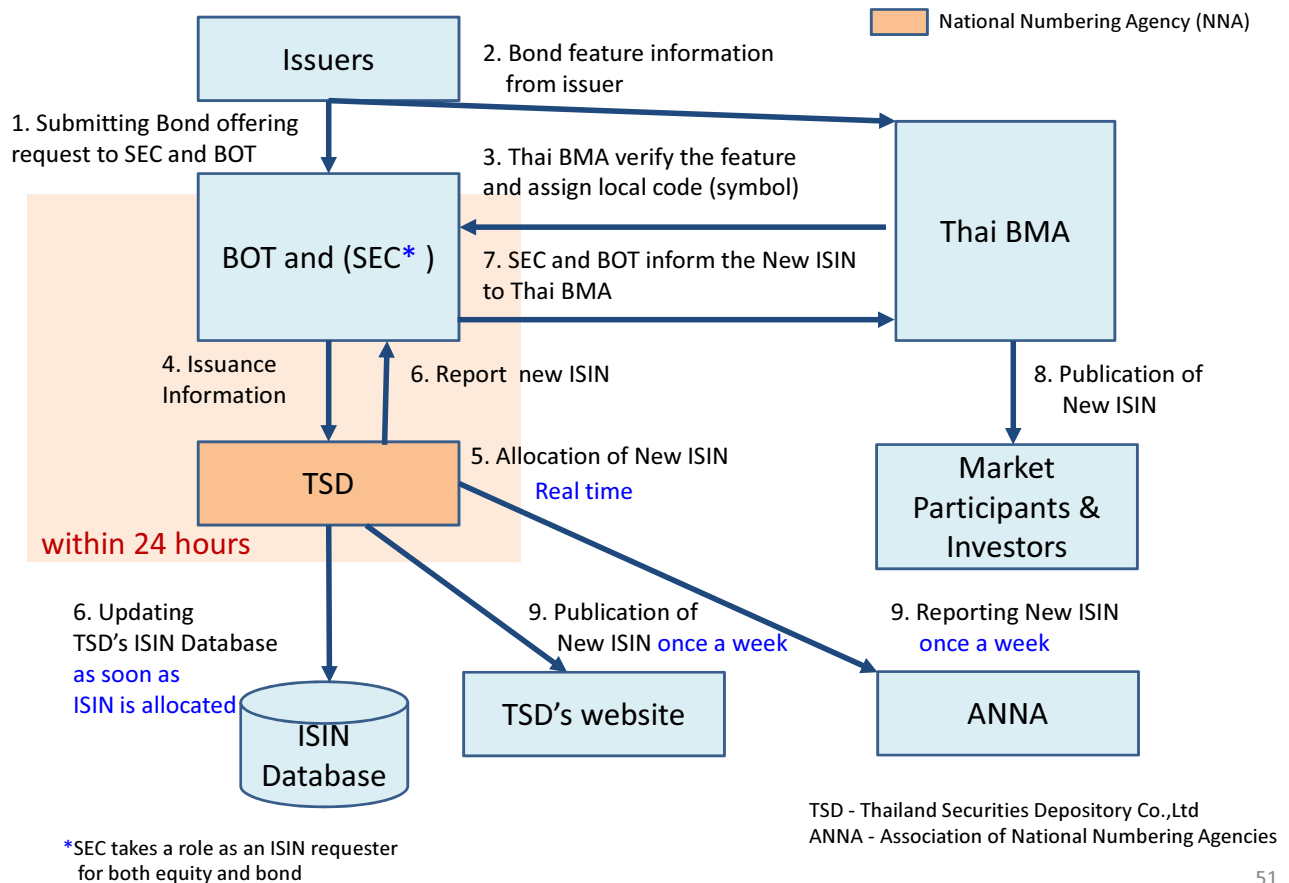 National Numbering Agency (NNA)
Issuers
2. Bond feature information
from issuer
1. Submitting Bond offering
request to SEC and BOT
3. Thai BMA verify the feature
and assign local code (symbol)
BOT and (SEC* )
Thai BMA
7. SEC and BOT inform the New ISIN
to Thai BMA
4. Issuance
Information
6. Report new ISIN
8. Publication of
New ISIN
TSD
5. Allocation of New ISIN
Real time
Market
Participants &
Investors
within 24 hours
6. Updating
TSD's ISIN Database
as soon as
ISIN is allocated
9. Publication of
New ISIN once a week
9. Reporting New ISIN
once a week
ISIN
Database
TSD's website
ANNA
TSD - Thailand Securities Depository Co.,Ltd
ANNA - Association of National Numbering Agencies
*SEC takes a role as an ISIN requester
for both equity and bond
51